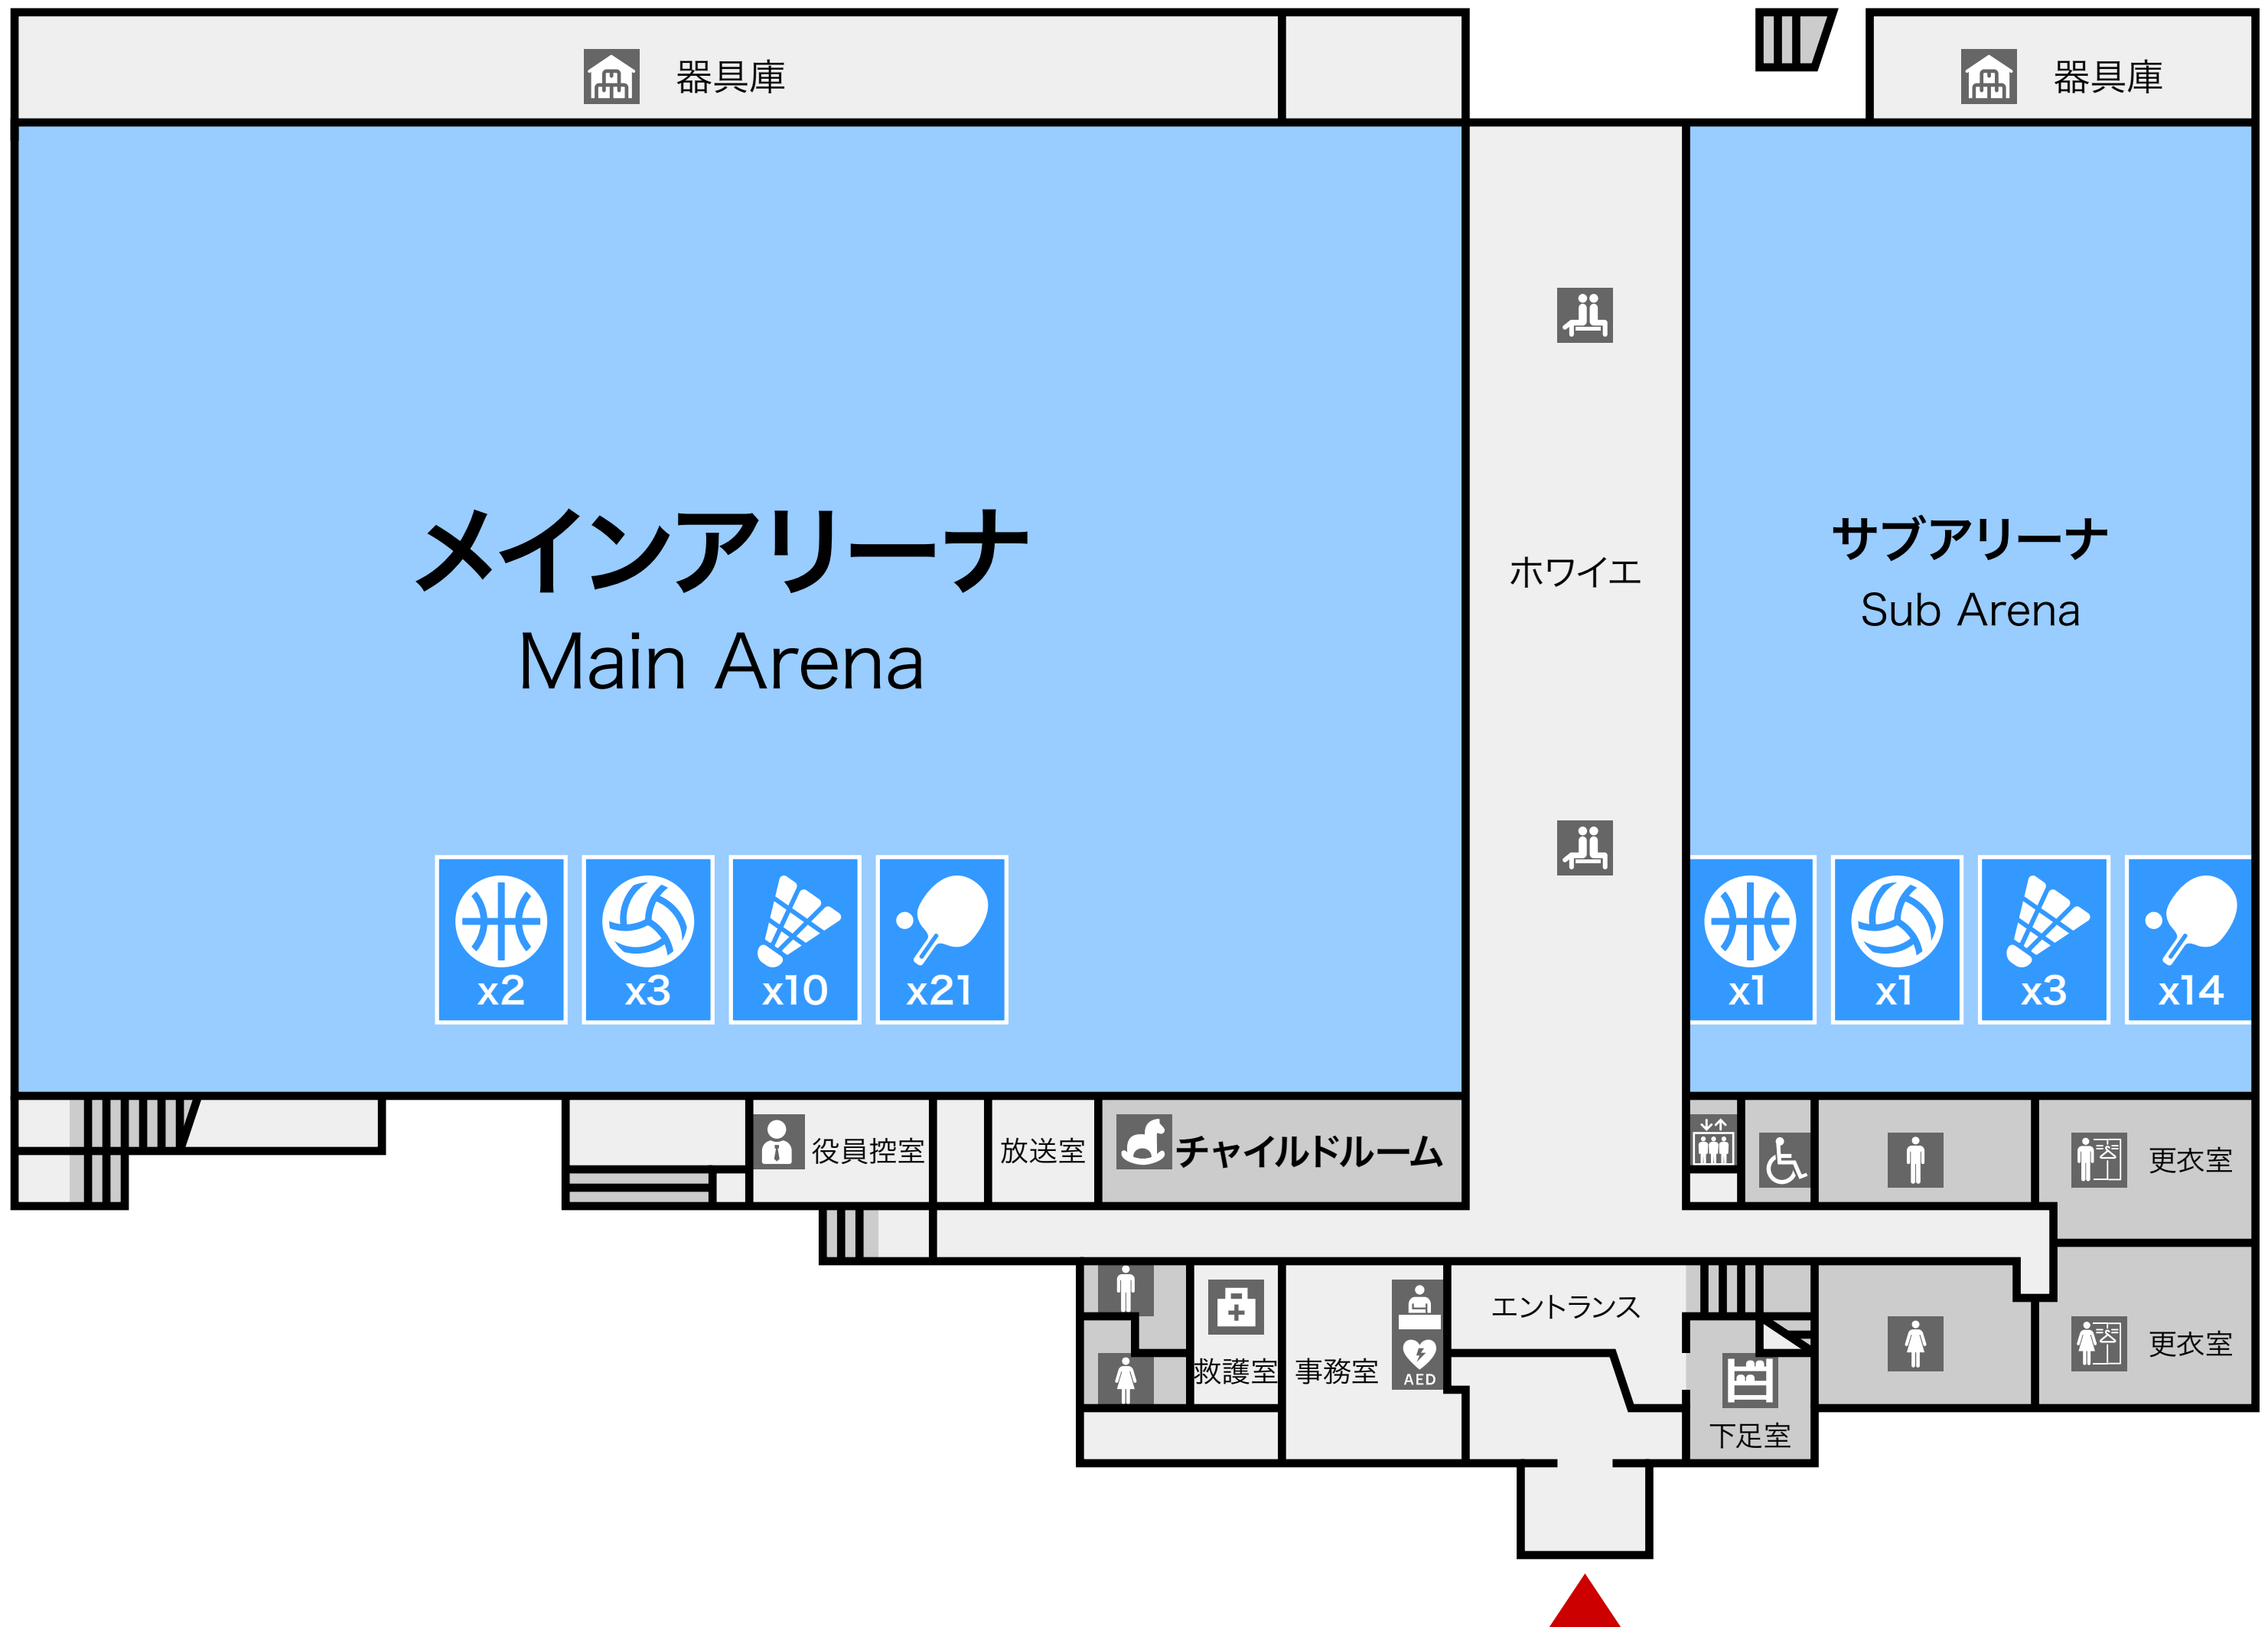 器具庫
器具庫
メインアリーナ
Main Arena
ホワイエ
サブアリーナ
Sub Arena
x2
x3
x10
x21
x1
x1
x3
x14
役員控室
放送室
チャイルドルーム
更衣室
エントランス
救護室
事務室
AED
更衣室
下足室